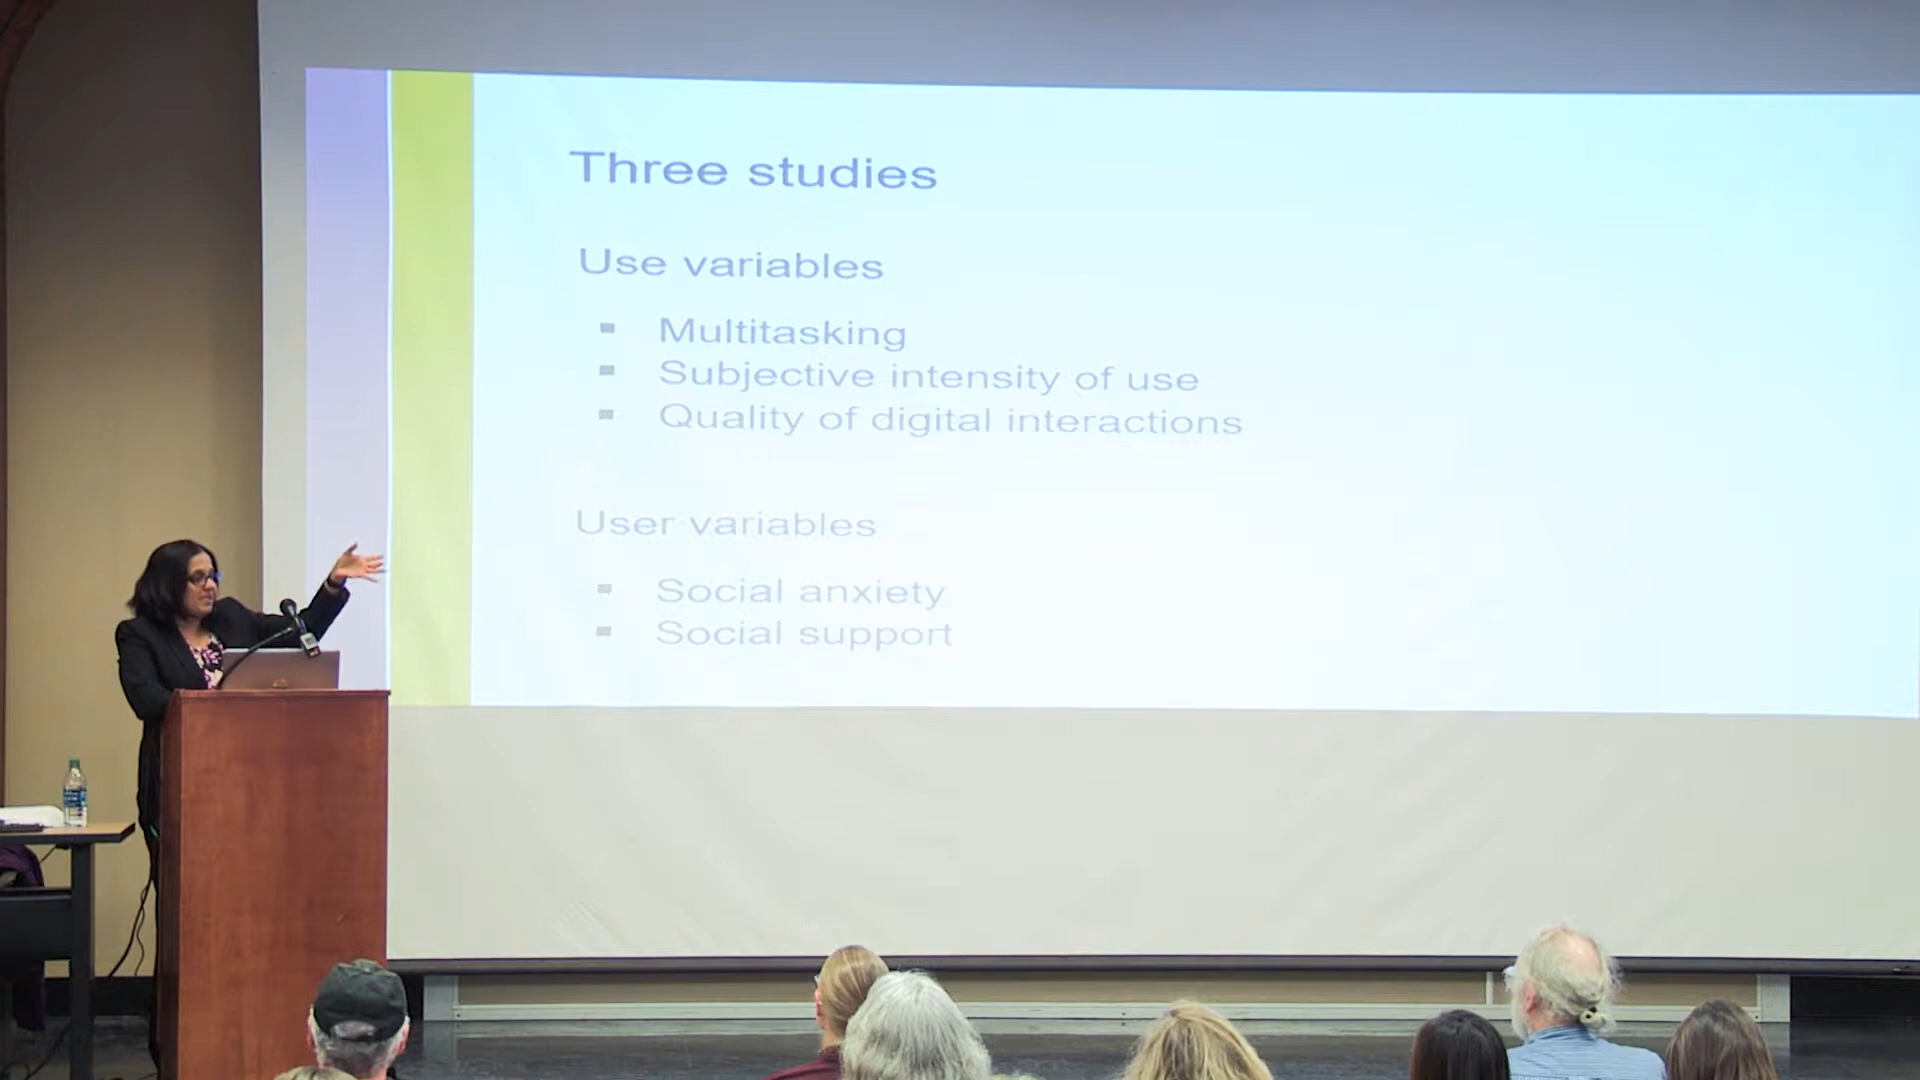 Three studies
Use variables
▪ Multitasking
▪ Subjective intensity of use
▪ Quality of digital interactions
User variables
▪ Social anxiety
▪ Social support